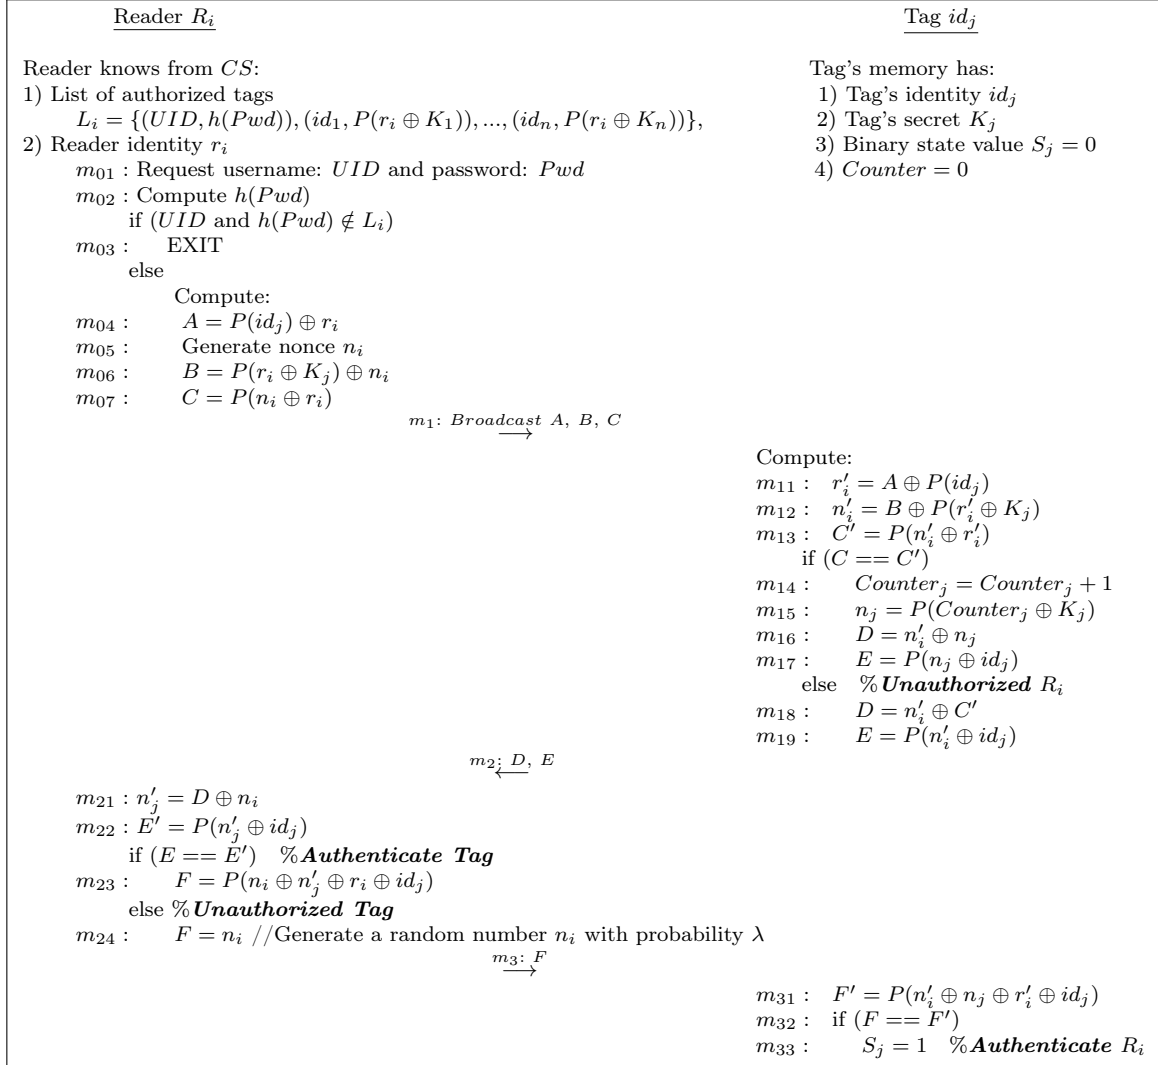 Reader R_i
Tag id_j
Reader knows from CS:
1) List of authorized tags
L_i = {(UID, h(Pwd)), (id_1, P(r_i ⊕ K_1)), ..., (id_n, P(r_i ⊕ K_n))},
2) Reader identity r_i
Tag's memory has:
1) Tag's identity id_j
2) Tag's secret K_j
3) Binary state value S_j = 0
4) Counter = 0
m_01 : Request username: UID and password: Pwd
m_02 : Compute h(Pwd)
if (UID and h(Pwd) ∉ L_i)
m_03 : EXIT
else
Compute:
m_04 : A = P(id_j) ⊕ r_i
m_05 : Generate nonce n_i
m_06 : B = P(r_i ⊕ K_j) ⊕ n_i
m_07 : C = P(n_i ⊕ r_i)
m_1: Broadcast A, B, C
⟶
Compute:
m_11 : r'_i = A ⊕ P(id_j)
m_12 : n'_i = B ⊕ P(r'_i ⊕ K_j)
m_13 : C' = P(n'_i ⊕ r'_i)
if (C == C')
m_14 : Counter_j = Counter_j + 1
m_15 : n_j = P(Counter_j ⊕ K_j)
m_16 : D = n'_i ⊕ n_j
m_17 : E = P(n_j ⊕ id_j)
else %Unauthorized R_i
m_18 : D = n'_i ⊕ C'
m_19 : E = P(n'_i ⊕ id_j)
m_2: D, E
⟵
m_21 : n'_j = D ⊕ n_i
m_22 : E' = P(n'_j ⊕ id_j)
if (E == E') %Authenticate Tag
m_23 : F = P(n_i ⊕ n'_j ⊕ r_i ⊕ id_j)
else %Unauthorized Tag
m_24 : F = n_i //Generate a random number n_i with probability λ
m_3: F
⟶
m_31 : F' = P(n'_i ⊕ n_j ⊕ r'_i ⊕ id_j)
m_32 : if (F == F')
m_33 : S_j = 1 %Authenticate R_i